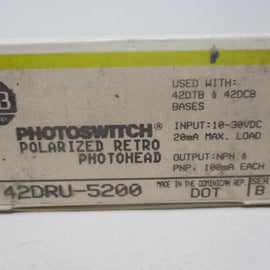 USED WITH:
42DTB & 42DCB
BASES
B
PHOTOSWITCH®
POLARIZED RETRO
PHOTOHEAD
INPUT:10-30VDC
20mA MAX. LOAD
OUTPUT:NPN &
PNP. 100mA EACH
42DRU-5200
MADE IN THE DOMINICAN REP.
DOT
SER
B